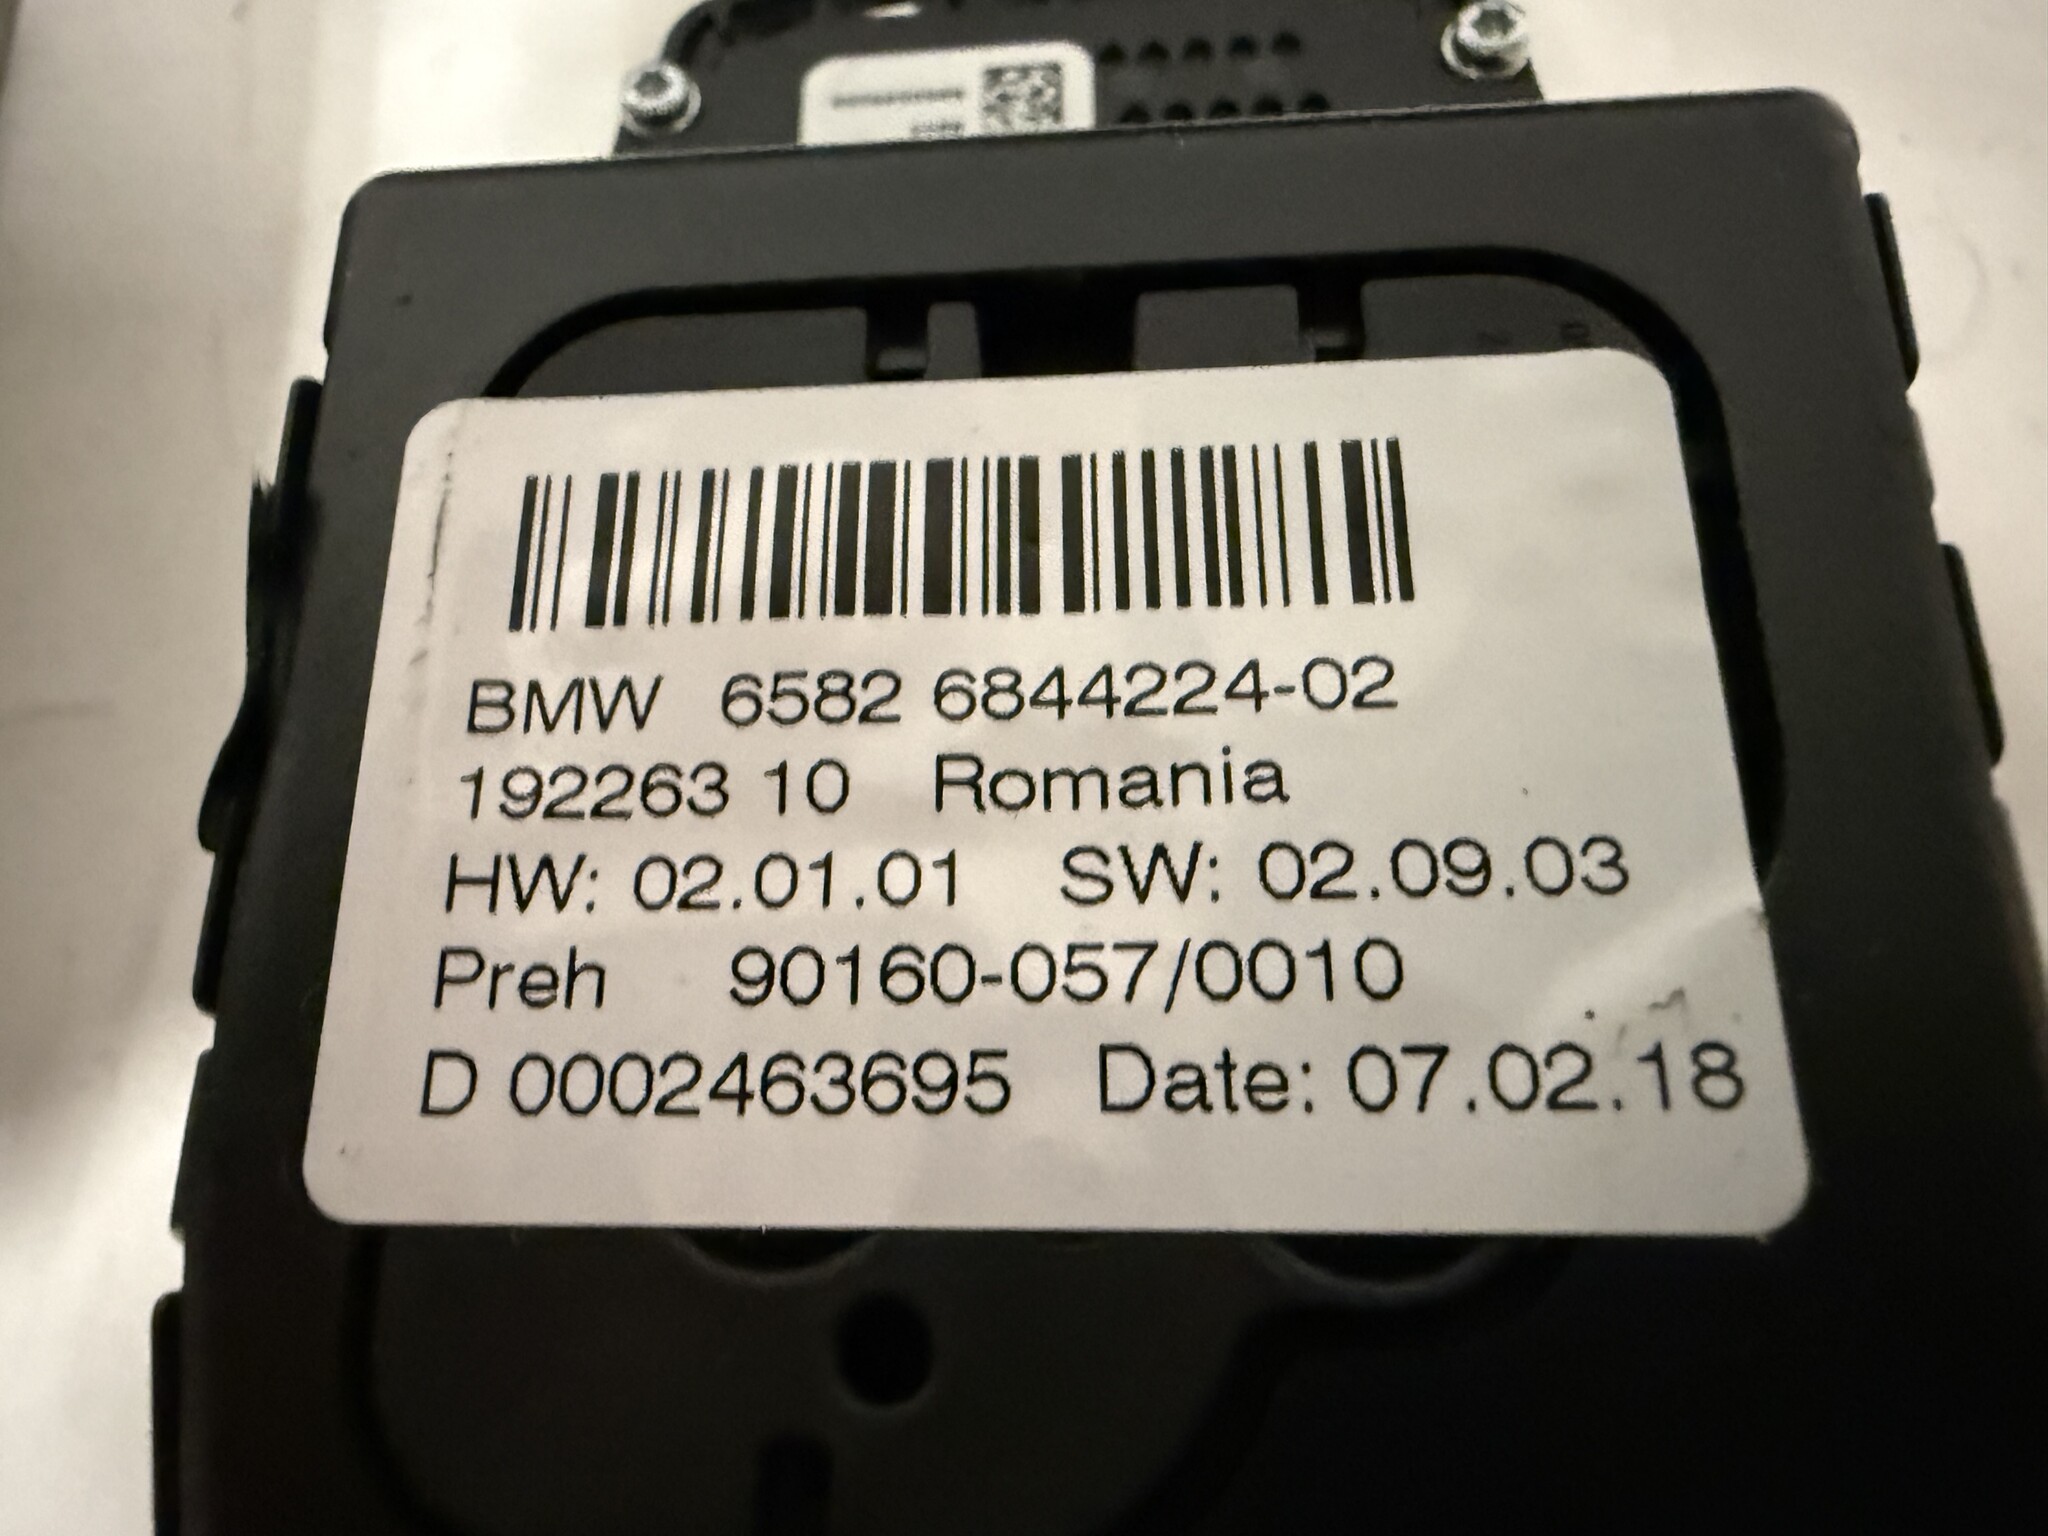 BMW 6582 6844224-02
192263 10 Romania
HW: 02.01.01 SW: 02.09.03
Preh 90160-057/0010
D 0002463695 Date: 07.02.18